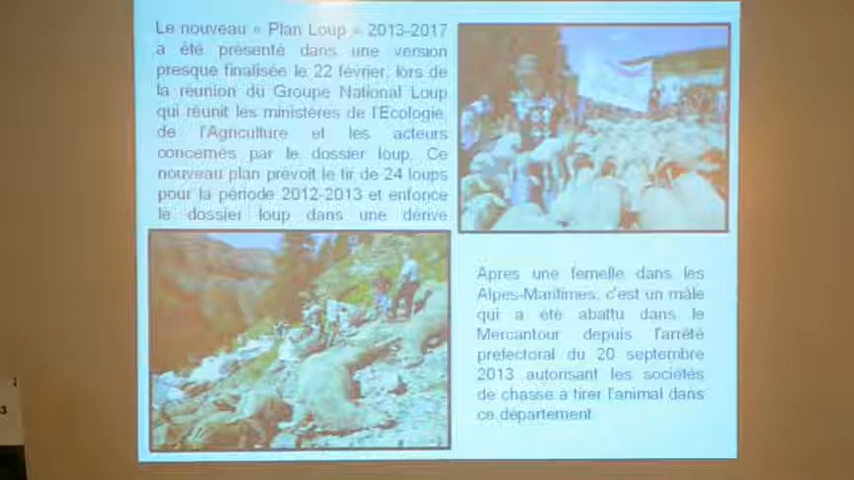 Le nouveau « Plan Loup » 2013-2017
a été présenté dans une version
presque finalisée le 22 février, lors de
la réunion du Groupe National Loup
qui réunit les ministères de l'Ecologie,
de l'Agriculture et les acteurs
concernés par le dossier loup. Ce
nouveau plan prévoit le tir de 24 loups
pour la période 2012-2013 et enfonce
le dossier loup dans une dérive
Apres une femelle dans les
Alpes-Maritimes, c'est un mâle
qui a été abattu dans le
Mercantour depuis l'arrêté
préfectoral du 20 septembre
2013 autorisant les sociétés
de chasse a tirer l'animal dans
ce département